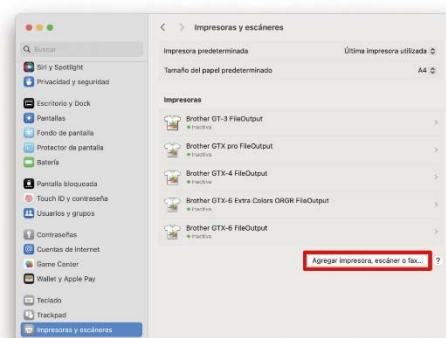 Impresoras y escáneres
Buscar
Siri y Spotlight
Privacidad y seguridad
Escritorio y Dock
Pantallas
Fondo de pantalla
Protector de pantalla
Batería
Pantalla bloqueada
Touch ID y contraseña
Usuarios y grupos
Contraseñas
Cuentas de Internet
Game Center
Wallet y Apple Pay
Teclado
Trackpad
Impresoras y escáneres
Impresora predeterminada Última impresora utilizada
Tamaño del papel predeterminado A4
Impresoras
Brother GT-3 FileOutput
Inactiva
Brother GTX pro FileOutput
Inactiva
Brother GTX-4 FileOutput
Inactiva
Brother GTX-6 Extra Colors ORGR FileOutput
Inactiva
Brother GTX-6 FileOutput
Inactiva
Agregar impresora, escáner o fax... ?